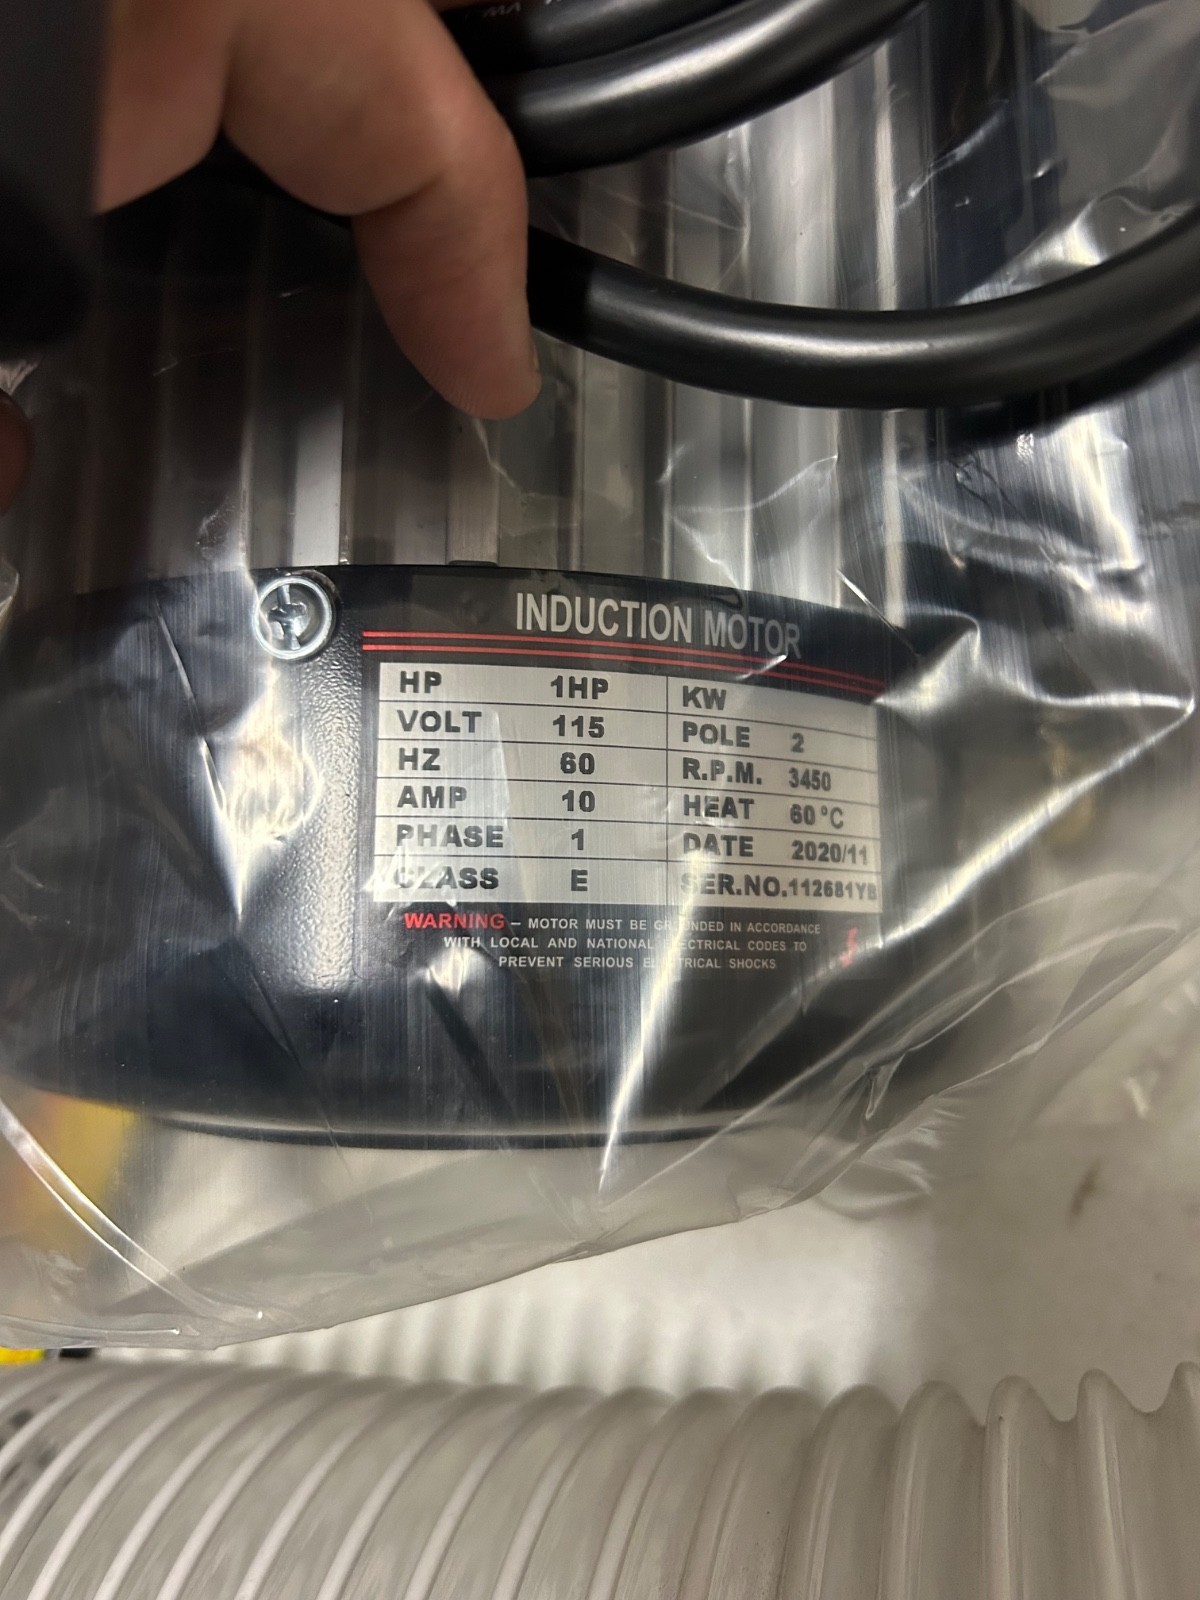 VW
INDUCTION MOTOR
HP 1HP KW
VOLT 115 POLE 2
HZ 60 R.P.M. 3450
AMP 10 HEAT 60°C
PHASE 1 DATE 2020/11
CLASS E SER.NO.112681YB
WARNING – MOTOR MUST BE GROUNDED IN ACCORDANCE
WITH LOCAL AND NATIONAL ELECTRICAL CODES TO
PREVENT SERIOUS ELECTRICAL SHOCKS